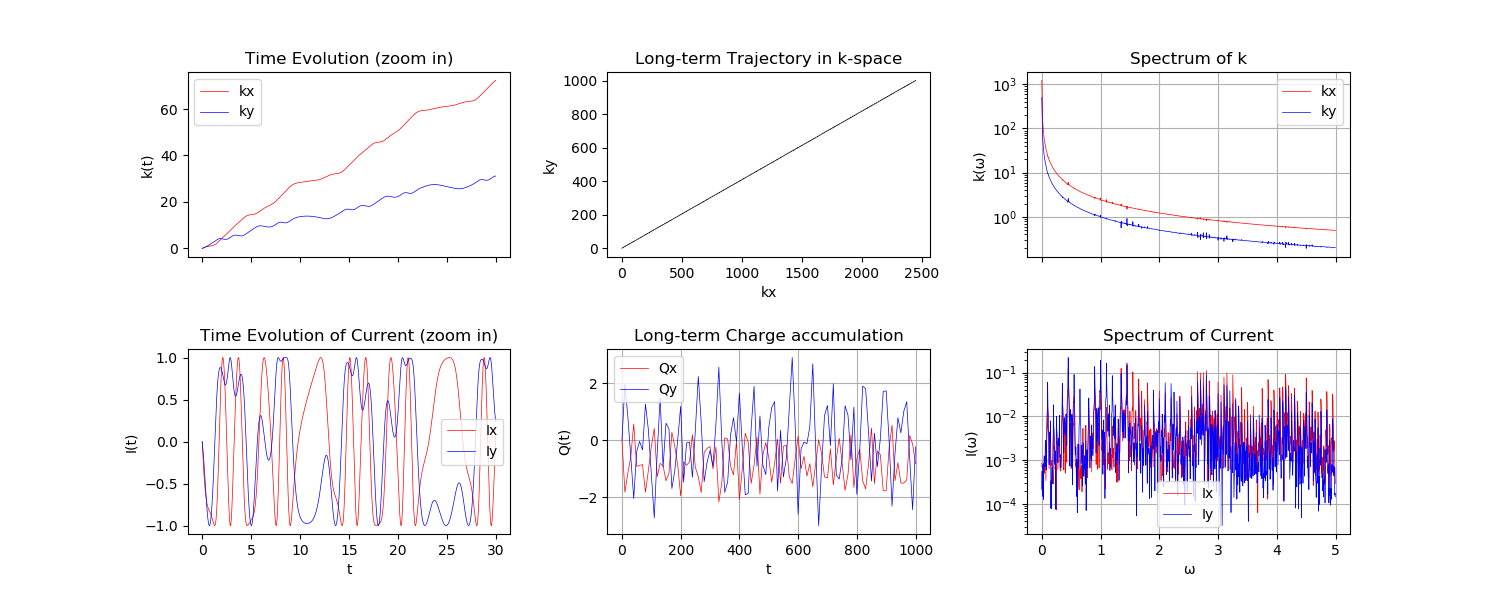 Time Evolution (zoom in)
k(t)
60
40
20
0
kx
ky
Long-term Trajectory in k-space
ky
1000
800
600
400
200
0
0 500 1000 1500 2000 2500
kx
Spectrum of k
k(ω)
10³
10²
10¹
10⁰
kx
ky
Time Evolution of Current (zoom in)
I(t)
1.0
0.5
0.0
−0.5
−1.0
Ix
Iy
0 5 10 15 20 25 30
t
Long-term Charge accumulation
Q(t)
2
0
−2
Qx
Qy
0 200 400 600 800 1000
t
Spectrum of Current
I(ω)
10⁻¹
10⁻²
10⁻³
10⁻⁴
Ix
Iy
0 1 2 3 4 5
ω